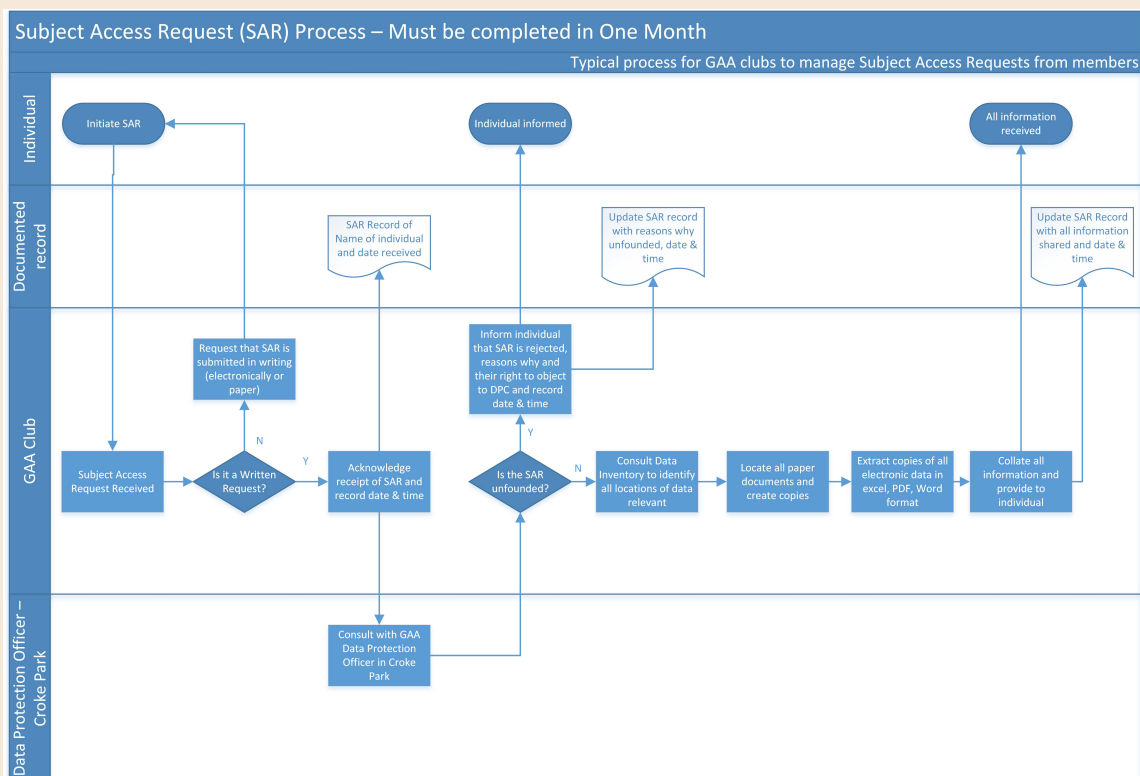 Subject Access Request (SAR) Process – Must be completed in One Month
Typical process for GAA clubs to manage Subject Access Requests from members
Individual
Initiate SAR
Individual informed
All information
received
Documented
record
SAR Record of
Name of individual
and date received
Update SAR record
with reasons why
unfounded, date &
time
Update SAR Record
with all information
shared and date &
time
GAA Club
Request that SAR is
submitted in writing
(electronically or
paper)
Inform individual
that SAR is rejected,
reasons why and
their right to object
to DPC and record
date & time
N
Y
Y
N
Subject Access
Request Received
Is it a Written
Request?
Acknowledge
receipt of SAR and
record date & time
Is the SAR
unfounded?
Consult Data
Inventory to identify
all locations of data
relevant
Locate all paper
documents and
create copies
Extract copies of all
electronic data in
excel, PDF, Word
format
Collate all
information and
provide to
individual
Data Protection Officer –
Croke Park
Consult with GAA
Data Protection
Officer in Croke
Park